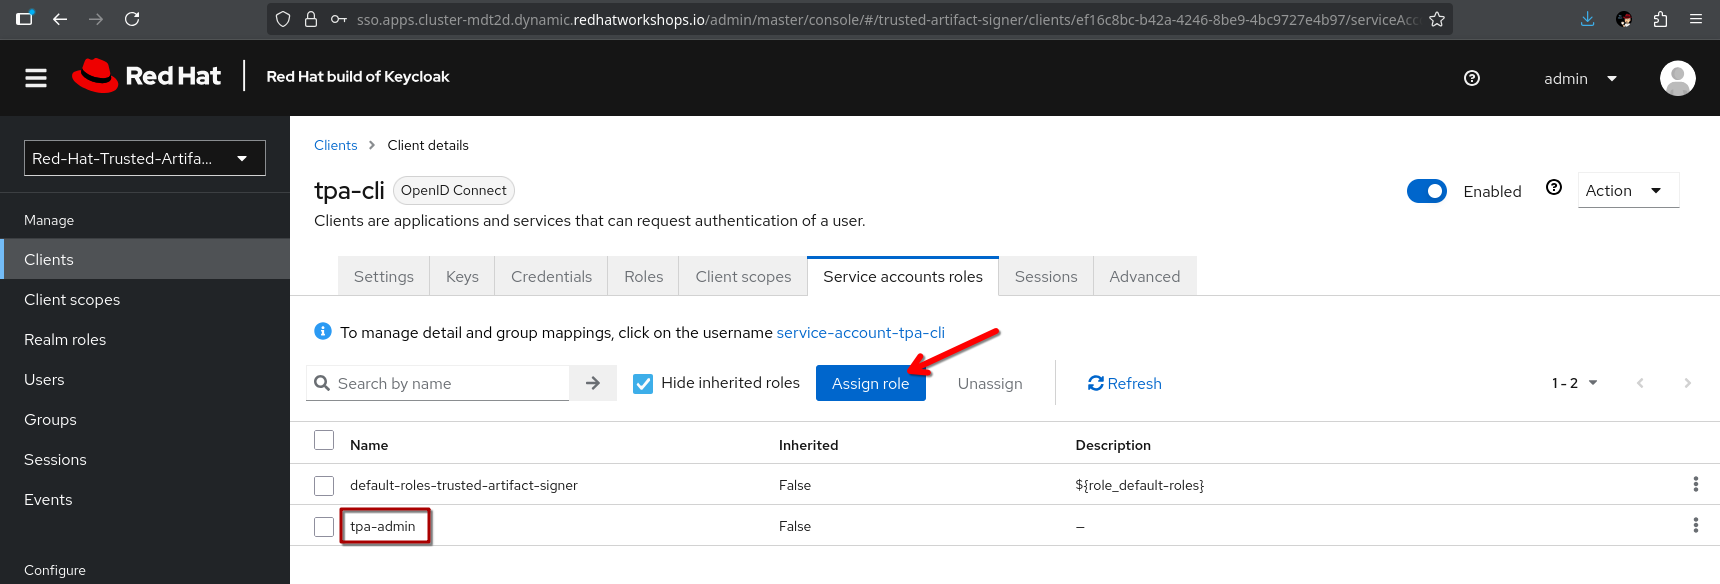 sso.apps.cluster-mdt2d.dynamic.redhatworkshops.io/admin/master/console/#/trusted-artifact-signer/clients/ef16c8bc-b42a-4246-8be9-4bc9727e4b97/serviceAcc
Red Hat
Red Hat build of Keycloak
admin
Red-Hat-Trusted-Artifa...
Manage
Clients
Client scopes
Realm roles
Users
Groups
Sessions
Events
Configure
Clients > Client details
tpa-cli OpenID Connect
Enabled
Action
Clients are applications and services that can request authentication of a user.
Settings Keys Credentials Roles Client scopes Service accounts roles Sessions Advanced
To manage detail and group mappings, click on the username service-account-tpa-cli
Search by name
Hide inherited roles
Assign role
Unassign
Refresh
1 - 2
Name Inherited Description
default-roles-trusted-artifact-signer False ${role_default-roles}
tpa-admin False –